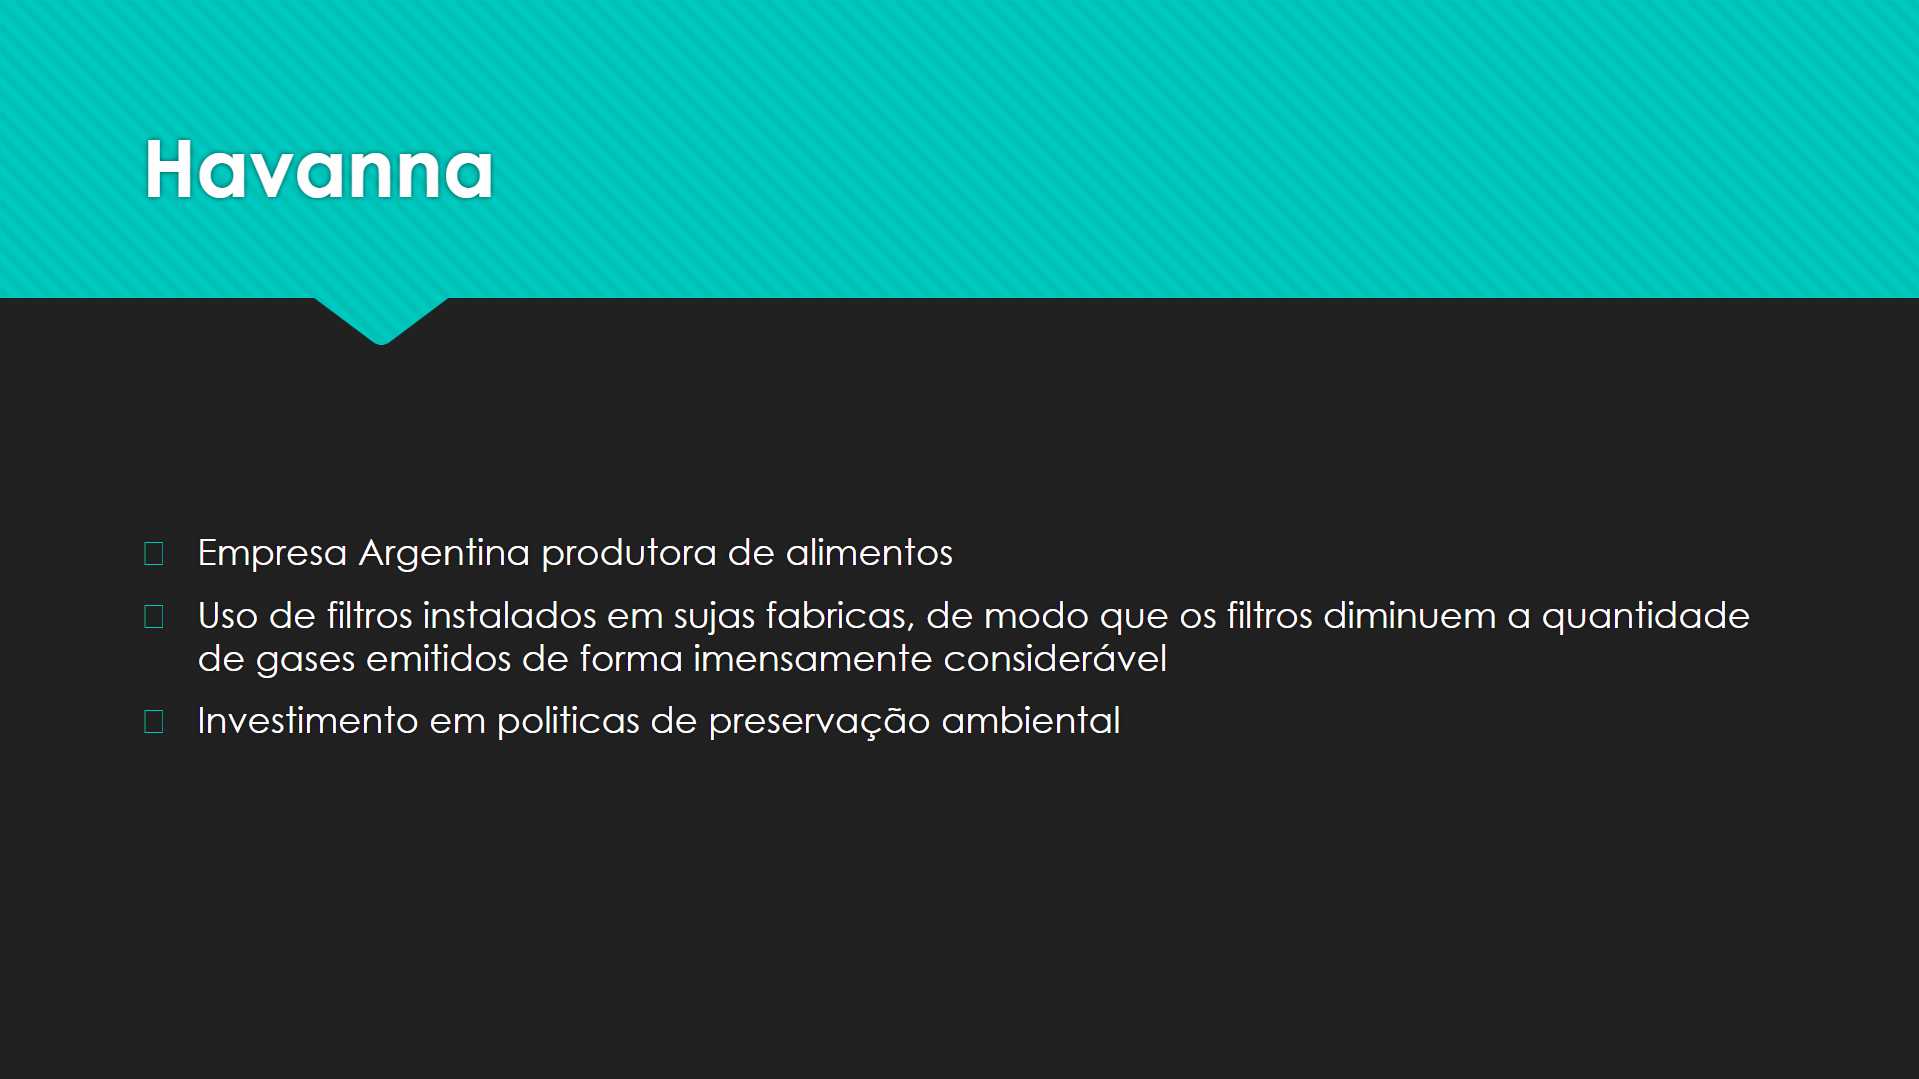 Havanna
Empresa Argentina produtora de alimentos
Uso de filtros instalados em sujas fabricas, de modo que os filtros diminuem a quantidade
de gases emitidos de forma imensamente considerável
Investimento em politicas de preservação ambiental